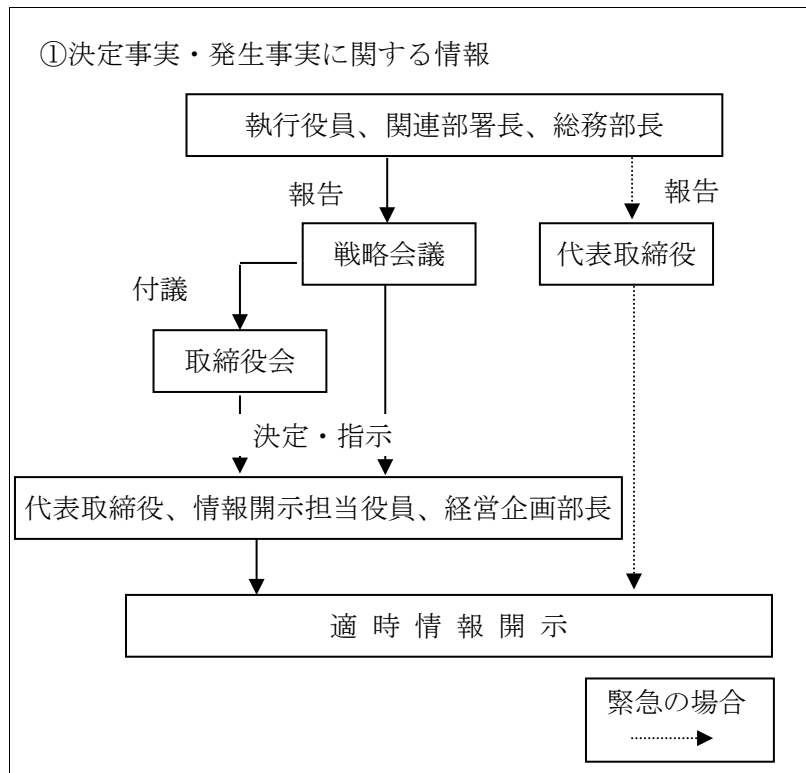 ①決定事実・発生事実に関する情報
執行役員、関連部署長、総務部長
報告
報告
戦略会議
代表取締役
付議
取締役会
決定・指示
代表取締役、情報開示担当役員、経営企画部長
適 時 情 報 開 示
緊急の場合